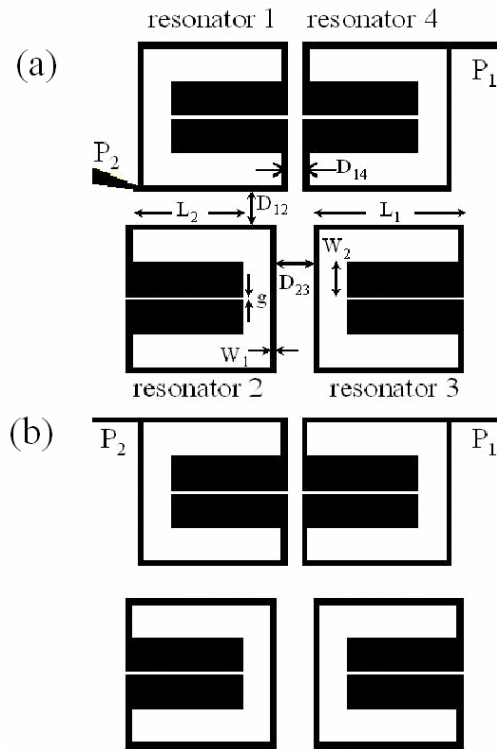 resonator 1 resonator 4
(a)
P1
P2
D14
D12
L2 L1
W2
D23
g
W1
resonator 2 resonator 3
(b)
P2 P1